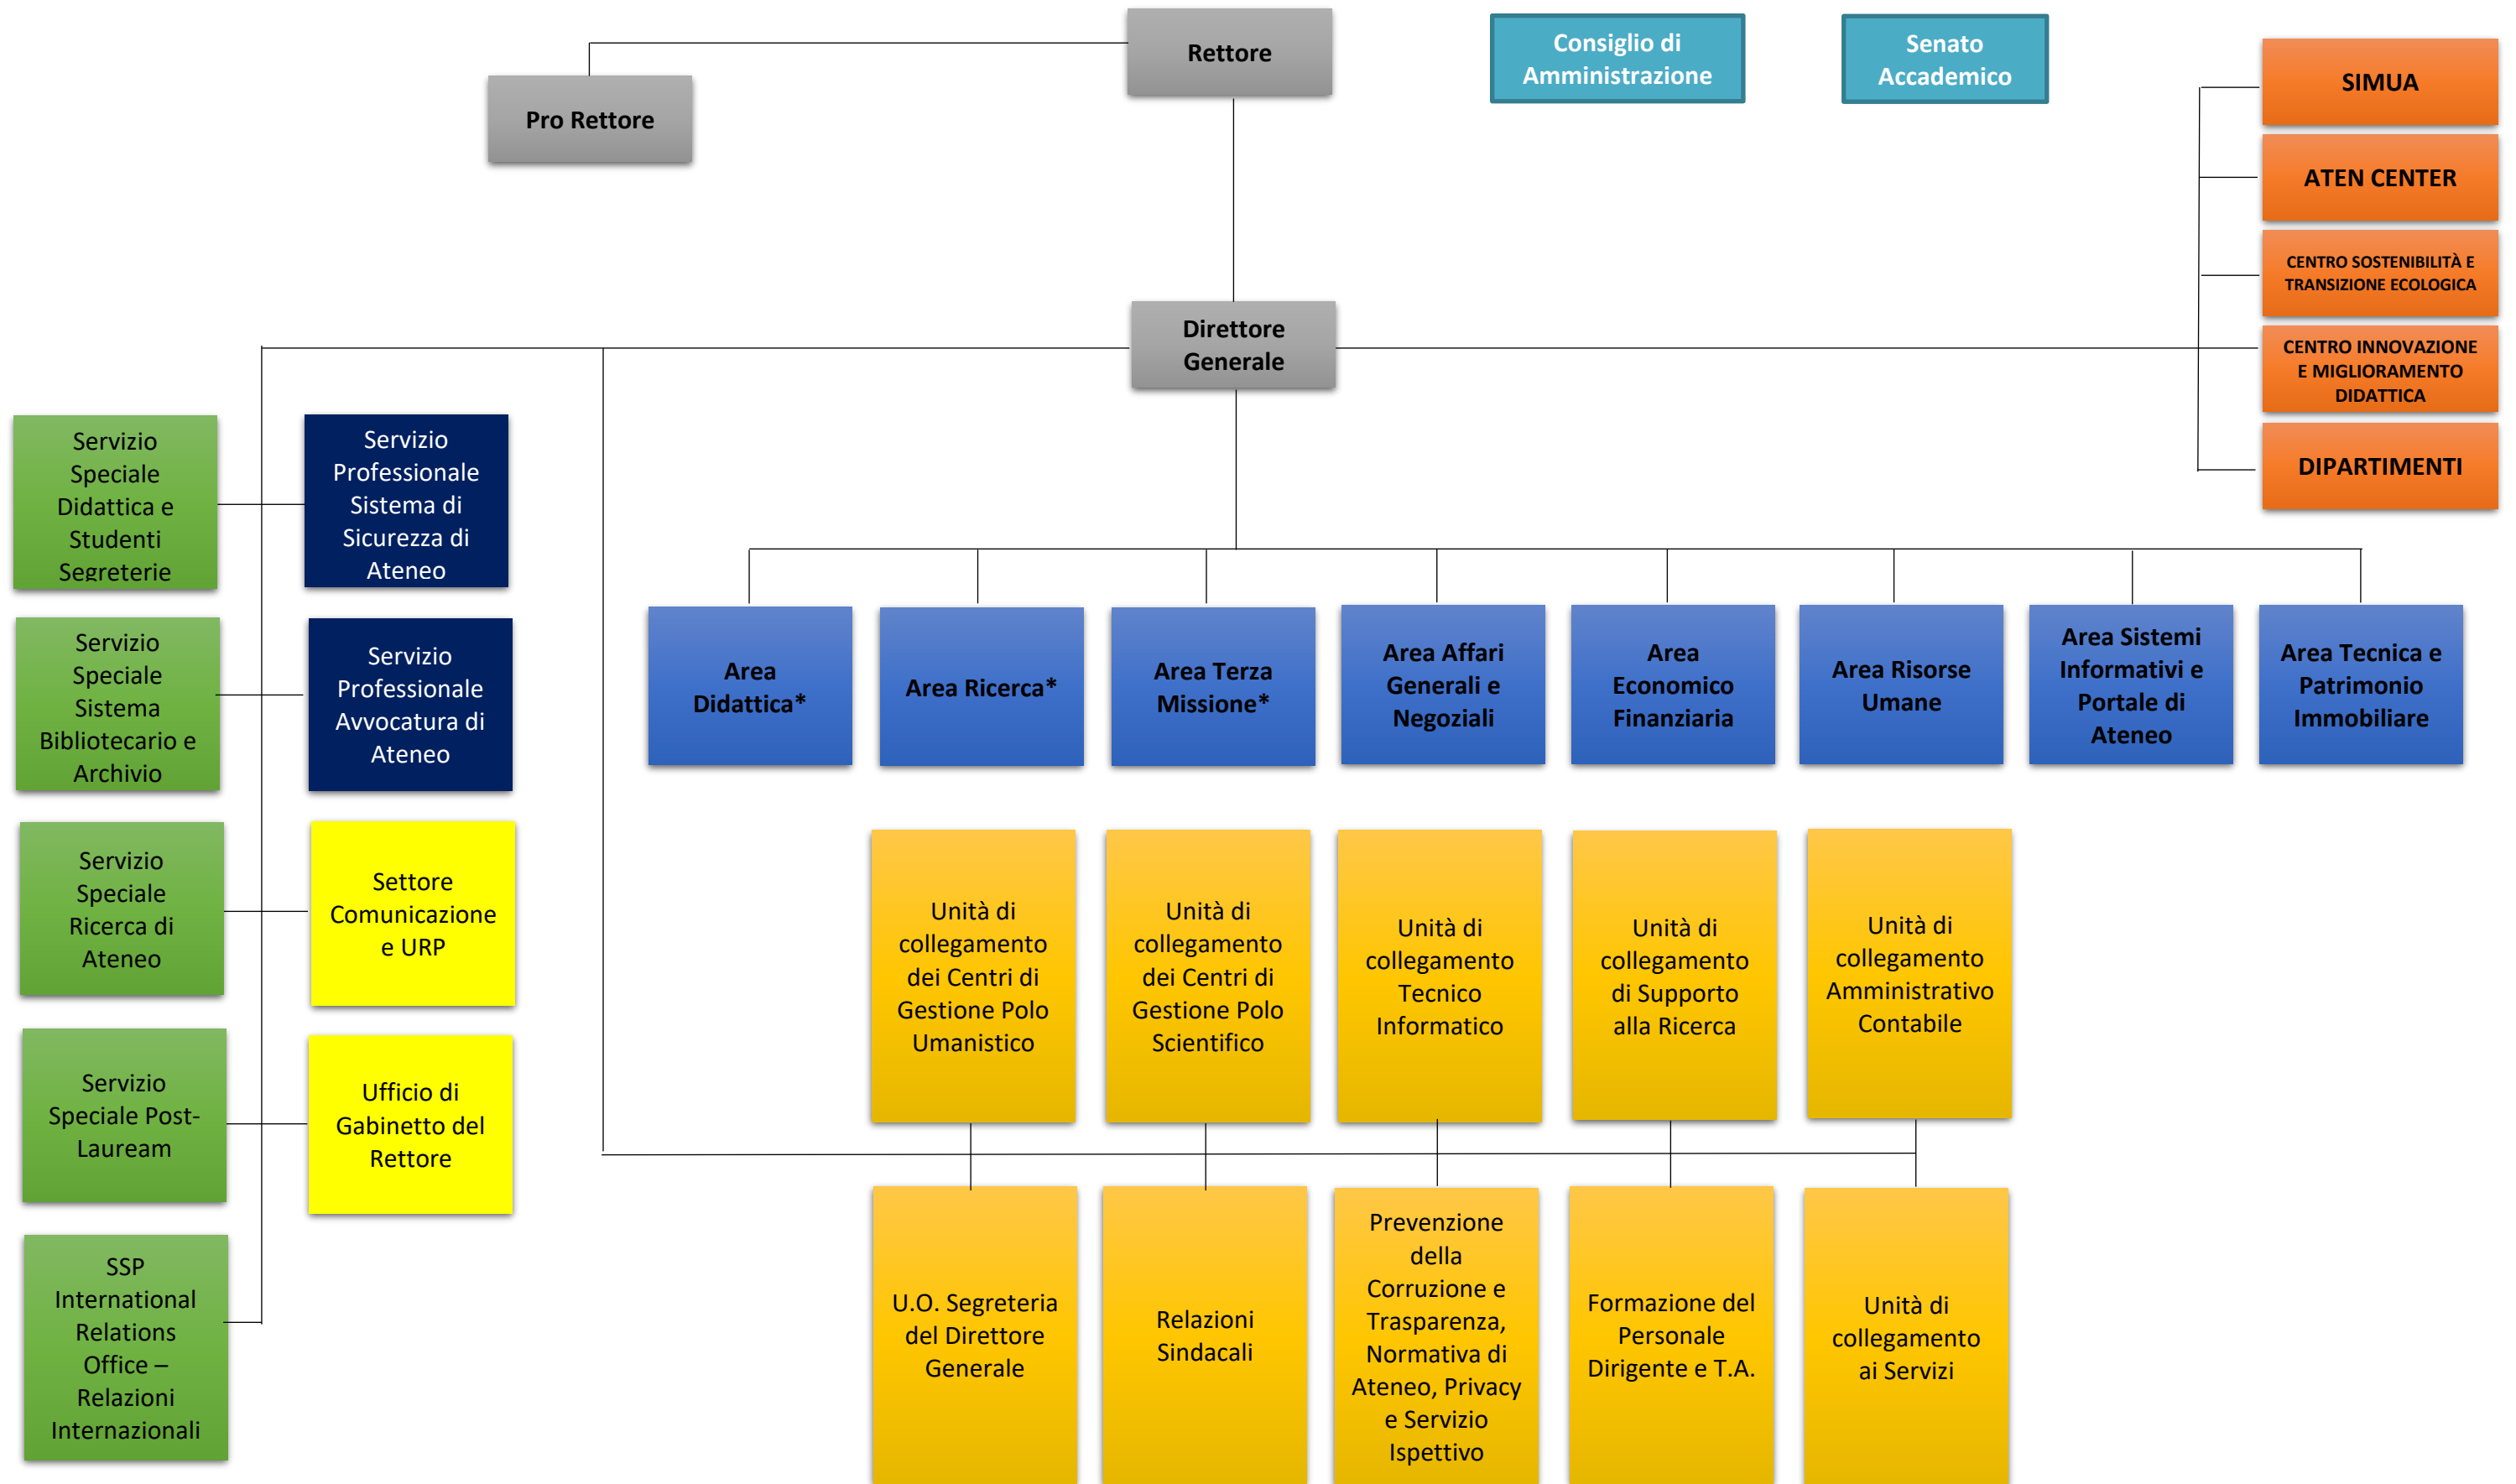 Rettore
Consiglio di
Amministrazione
Senato
Accademico
SIMUA
Pro Rettore
ATEN CENTER
CENTRO SOSTENIBILITÀ E
TRANSIZIONE ECOLOGICA
Direttore
Generale
CENTRO INNOVAZIONE
E MIGLIORAMENTO
DIDATTICA
DIPARTIMENTI
Servizio
Speciale
Didattica e
Studenti
Segreterie
Servizio
Professionale
Sistema di
Sicurezza di
Ateneo
Servizio
Speciale
Sistema
Bibliotecario e
Archivio
Servizio
Professionale
Avvocatura di
Ateneo
Area
Didattica*
Area Ricerca*
Area Terza
Missione*
Area Affari
Generali e
Negoziali
Area
Economico
Finanziaria
Area Risorse
Umane
Area Sistemi
Informativi e
Portale di
Ateneo
Area Tecnica e
Patrimonio
Immobiliare
Servizio
Speciale
Ricerca di
Ateneo
Settore
Comunicazione
e URP
Unità di
collegamento
dei Centri di
Gestione Polo
Umanistico
Unità di
collegamento
dei Centri di
Gestione Polo
Scientifico
Unità di
collegamento
Tecnico
Informatico
Unità di
collegamento
di Supporto
alla Ricerca
Unità di
collegamento
Amministrativo
Contabile
Servizio
Speciale Post-
Lauream
Ufficio di
Gabinetto del
Rettore
SSP
International
Relations
Office –
Relazioni
Internazionali
U.O. Segreteria
del Direttore
Generale
Relazioni
Sindacali
Prevenzione
della
Corruzione e
Trasparenza,
Normativa di
Ateneo, Privacy
e Servizio
Ispettivo
Formazione del
Personale
Dirigente e T.A.
Unità di
collegamento
ai Servizi